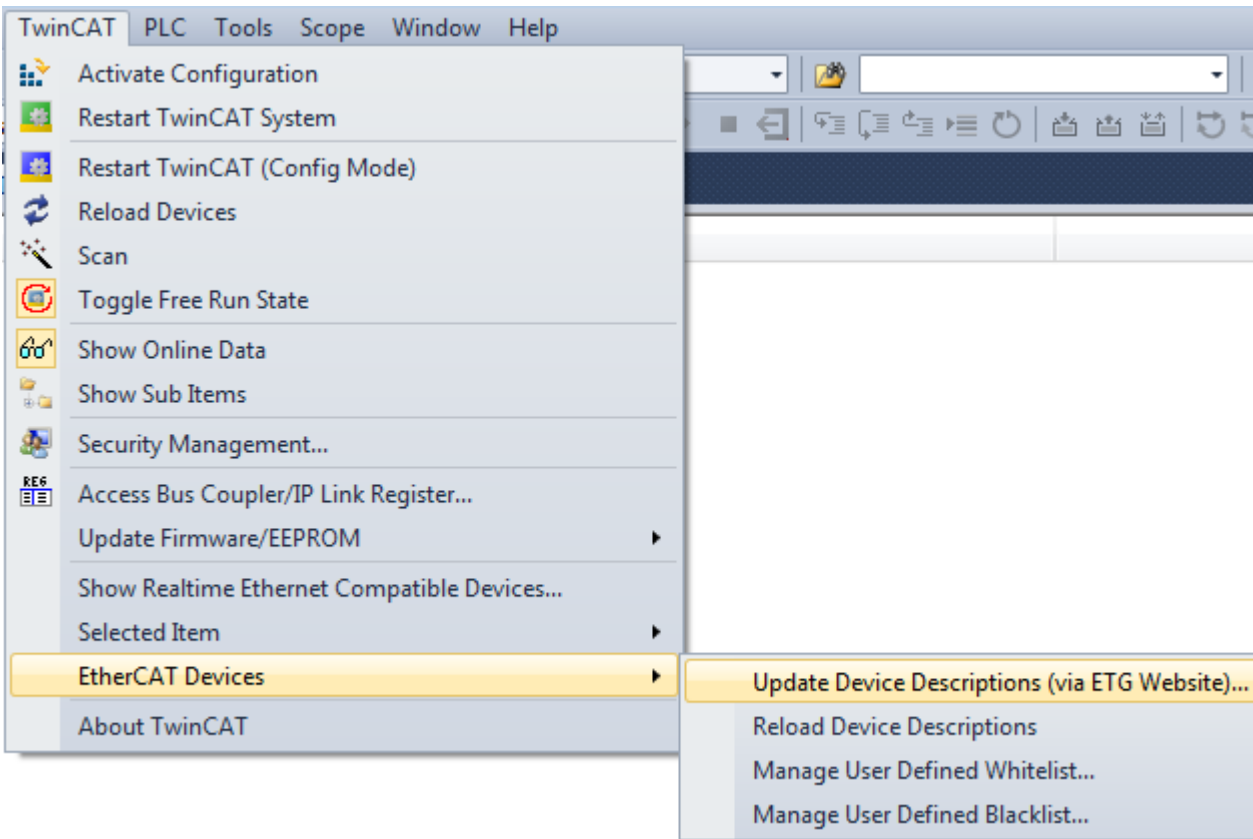 TwinCAT PLC Tools Scope Window Help
Activate Configuration
Restart TwinCAT System
Restart TwinCAT (Config Mode)
Reload Devices
Scan
Toggle Free Run State
Show Online Data
Show Sub Items
Security Management...
REG
Access Bus Coupler/IP Link Register...
Update Firmware/EEPROM
Show Realtime Ethernet Compatible Devices...
Selected Item
EtherCAT Devices
About TwinCAT
Update Device Descriptions (via ETG Website)...
Reload Device Descriptions
Manage User Defined Whitelist...
Manage User Defined Blacklist...